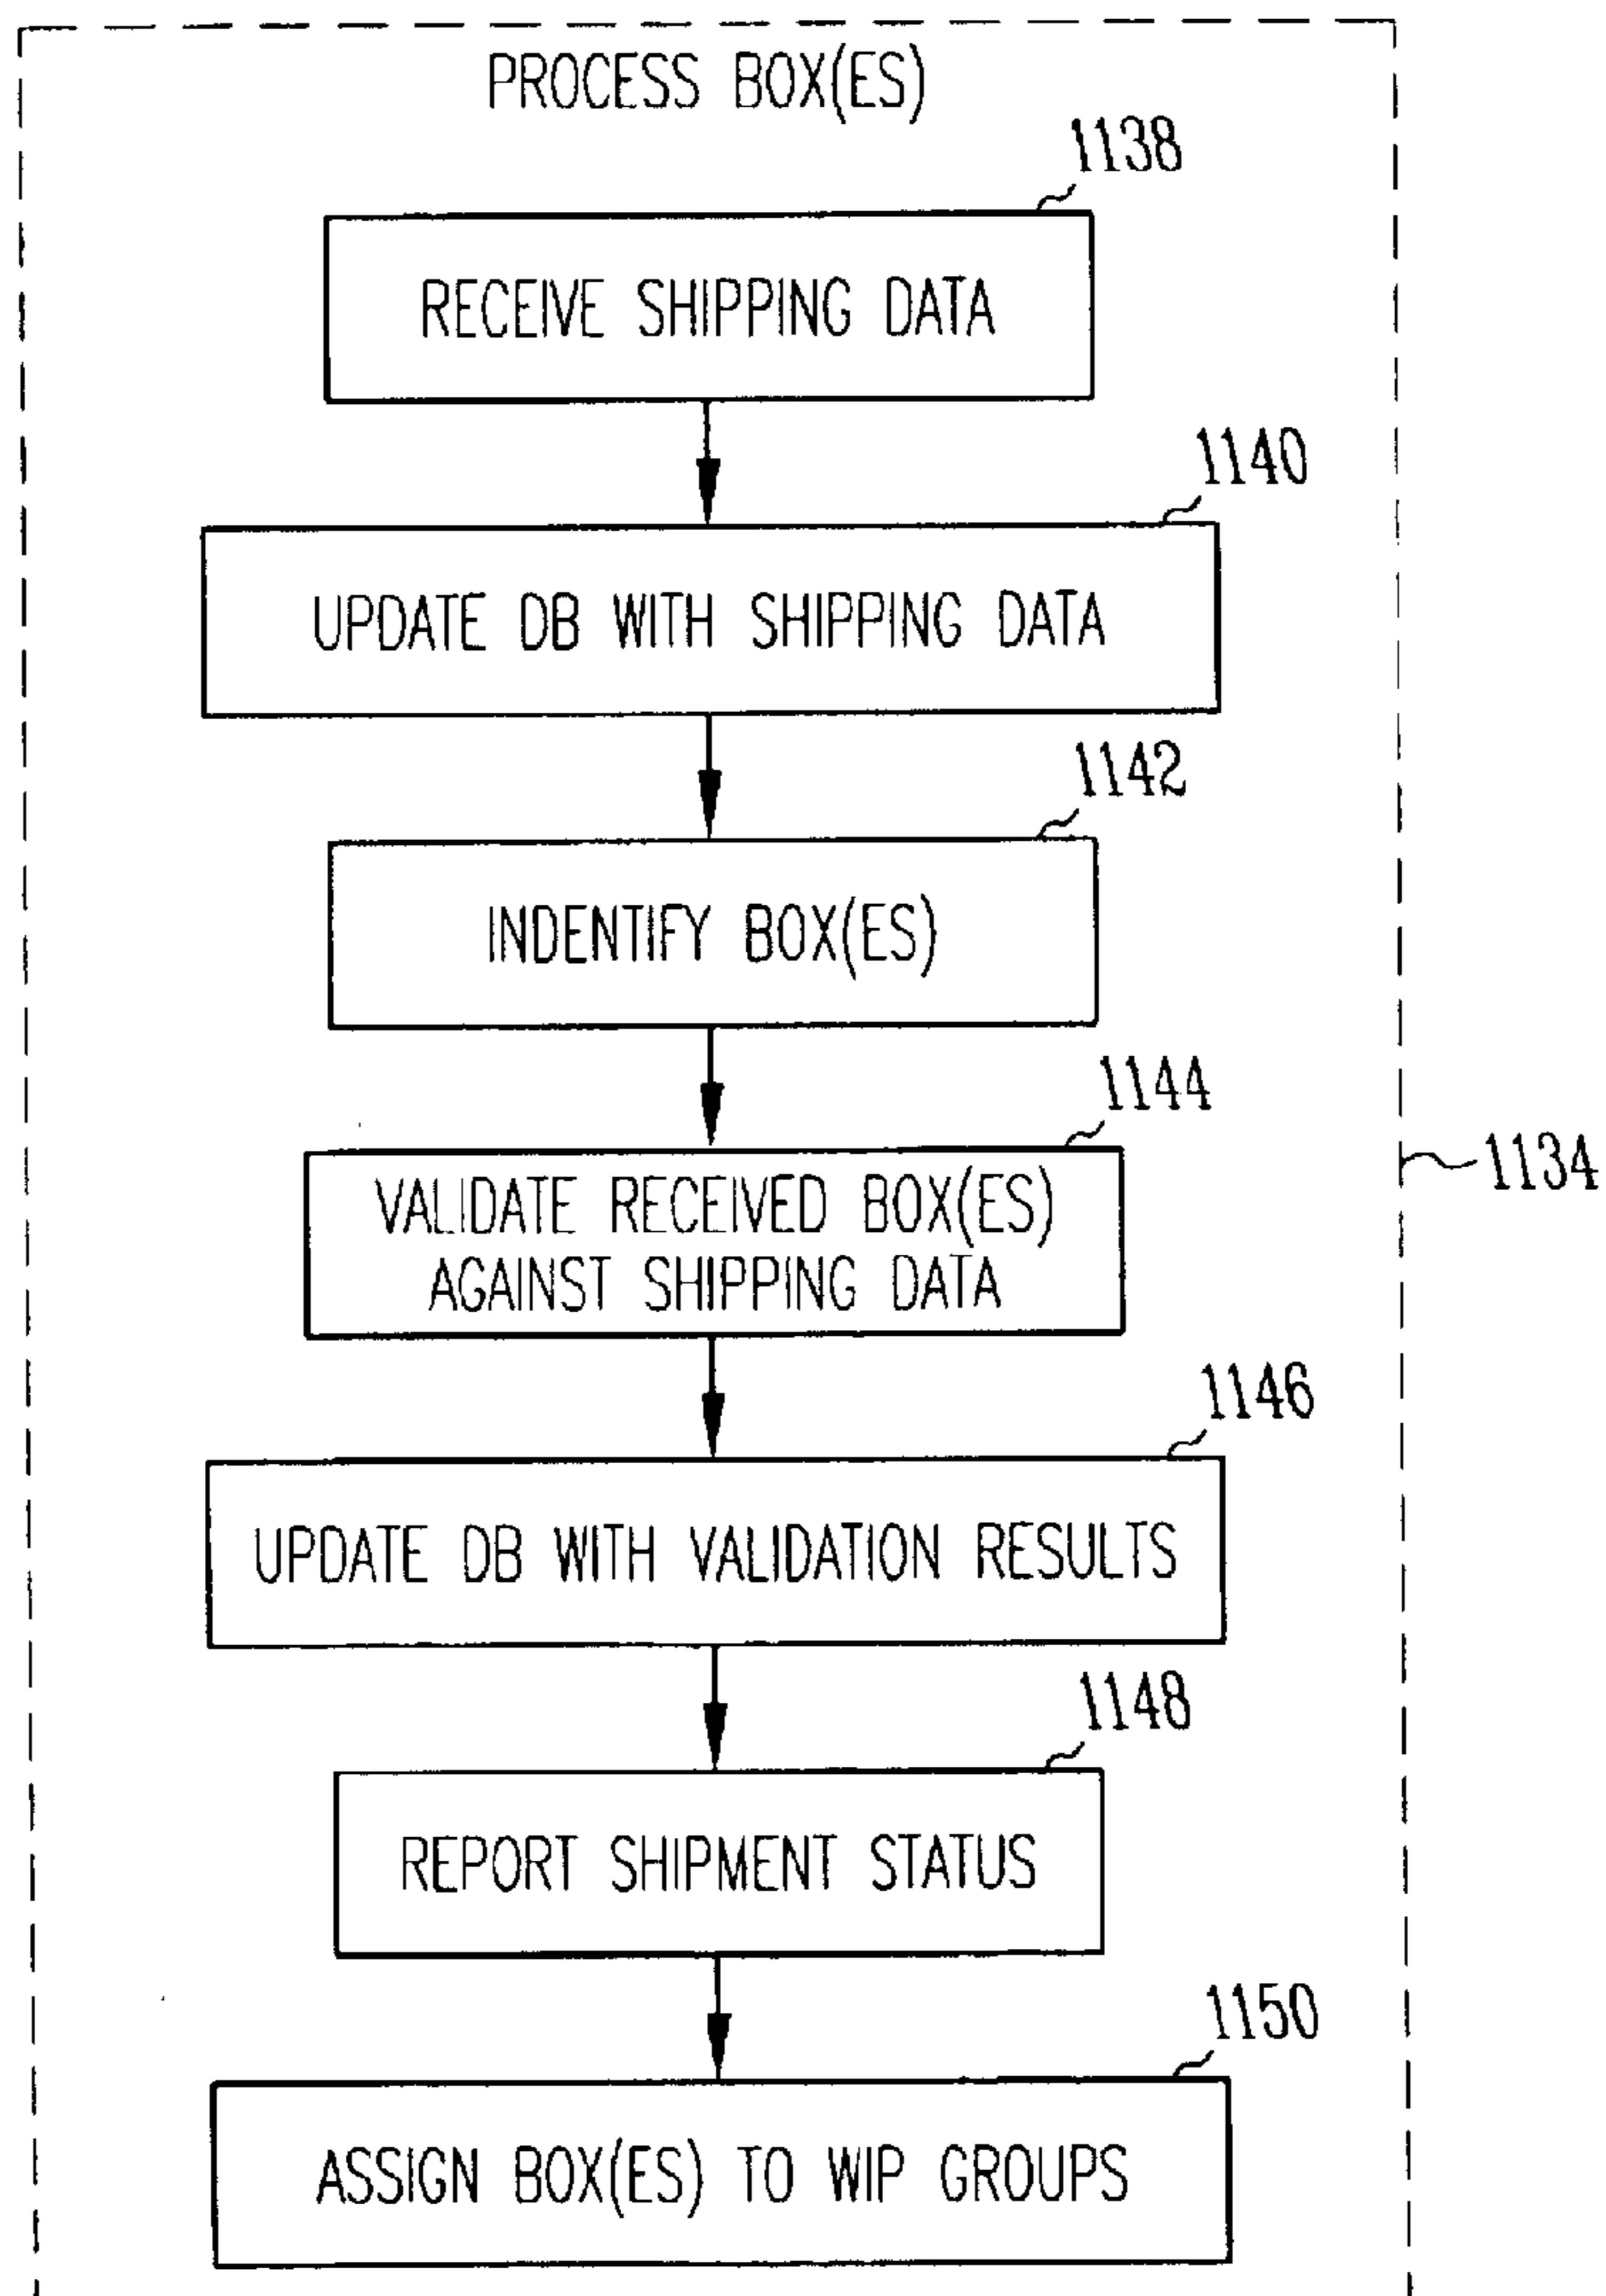 PROCESS BOX(ES)
1138
RECEIVE SHIPPING DATA
1140
UPDATE DB WITH SHIPPING DATA
1142
INDENTIFY BOX(ES)
1144
VALIDATE RECEIVED BOX(ES)
AGAINST SHIPPING DATA
1134
1146
UPDATE DB WITH VALIDATION RESULTS
1148
REPORT SHIPMENT STATUS
1150
ASSIGN BOX(ES) TO WIP GROUPS